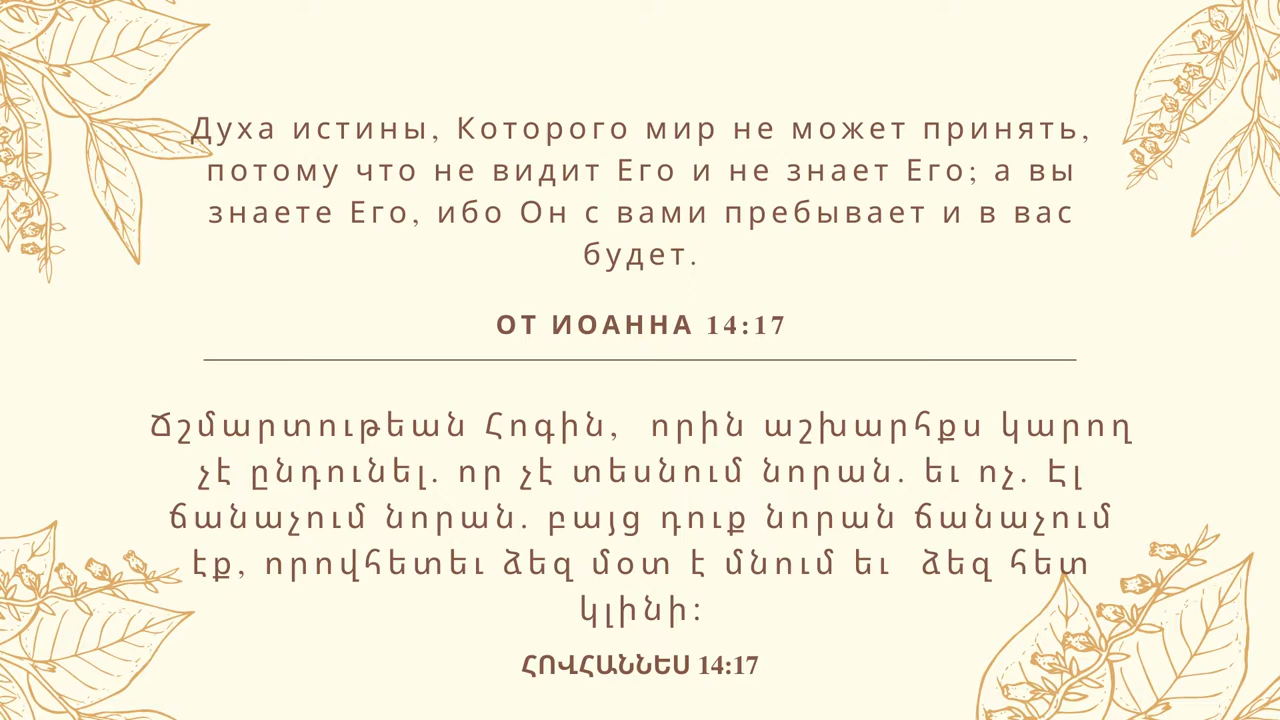 Духа истины, Которого мир не может принять,
потому что не видит Его и не знает Его; а вы
знаете Его, ибо Он с вами пребывает и в вас
будет.
ОТ ИОАННА 14:17
Ճշմարտութեան Հոգին, որին աշխարհքս կարող
չէ ընդունել. որ չէ տեսնում նորան. եւ ոչ. Էլ
ճանաչում նորան. բայց դուք նորան ճանաչում
էք, որովհետեւ ձեզ մօտ է մնում եւ ձեզ հետ
կլինի:
ՀՈՎՀԱՆՆԵՍ 14:17